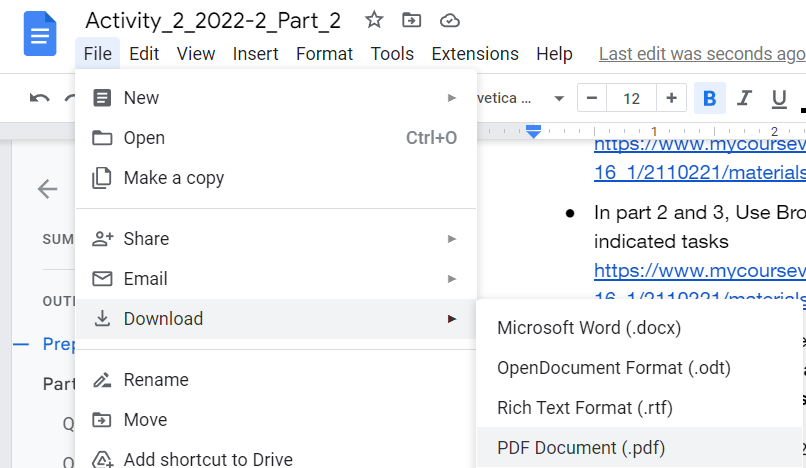 Activity_2_2022-2_Part_2
File Edit View Insert Format Tools Extensions Help Last edit was seconds ago
vetica ... − 12 + B I U
1 2
New
Open Ctrl+O
Make a copy
Share
Email
Download
Rename
Move
Add shortcut to Drive
Microsoft Word (.docx)
OpenDocument Format (.odt)
Rich Text Format (.rtf)
PDF Document (.pdf)
SUM
OUT
Prep
Part
Q
Q
https://www.mycoursev
16_1/2110221/materials
● In part 2 and 3, Use Bro
indicated tasks
https://www.mycoursev
16_1/2110221/materials